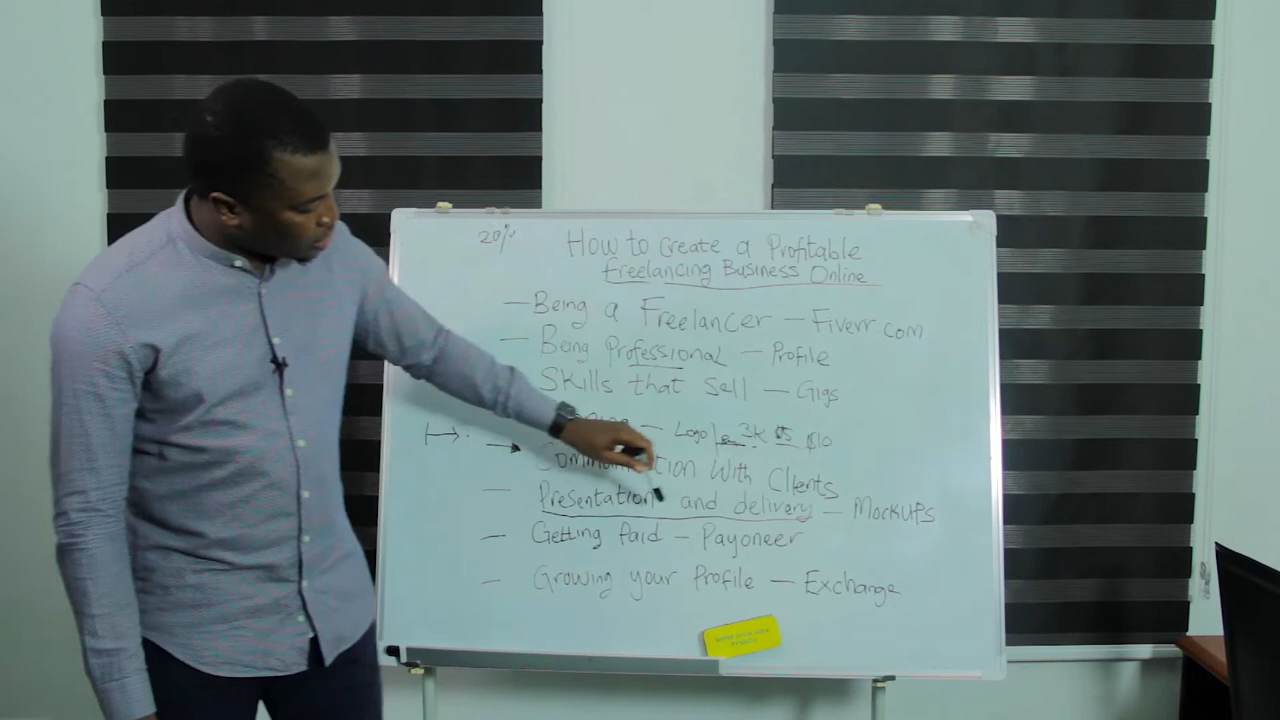 20%
How to create a Profitable
Freelancing Business Online
— Being a Freelancer — Fiverr com
— Being Professional — Profile
Skills that Sell — Gigs
— Logo 3K $10
With Clients
— Presentation and delivery — Mockups
— Getting Paid — Payoneer
— Growing your Profile — Exchange